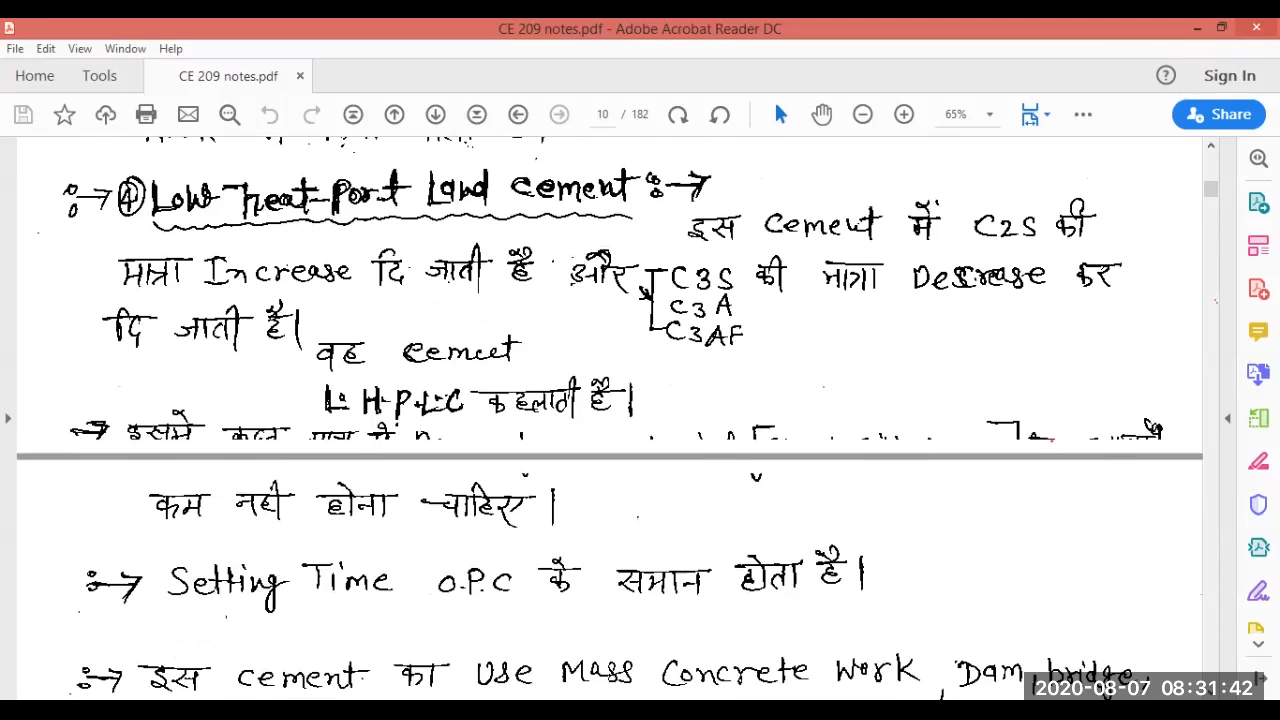 CE 209 notes.pdf - Adobe Acrobat Reader DC
File Edit View Window Help
Home Tools CE 209 notes.pdf × Sign In
10 / 182 65% Share
④ Low Heat Port Land cement
इस cement में C2S की
मात्रा Increase दि जाती है और C3S की मात्रा Decrease कर
C3A
दि जाती है। C3AF
वह cement
L.H.P.L.C कहलाती है।
इसमें
कम नही होना चाहिए।
Setting Time O.P.C के समान होता है।
इस cement का Use Mass Concrete Work, Dam, bridge,
2020-08-07 08:31:42